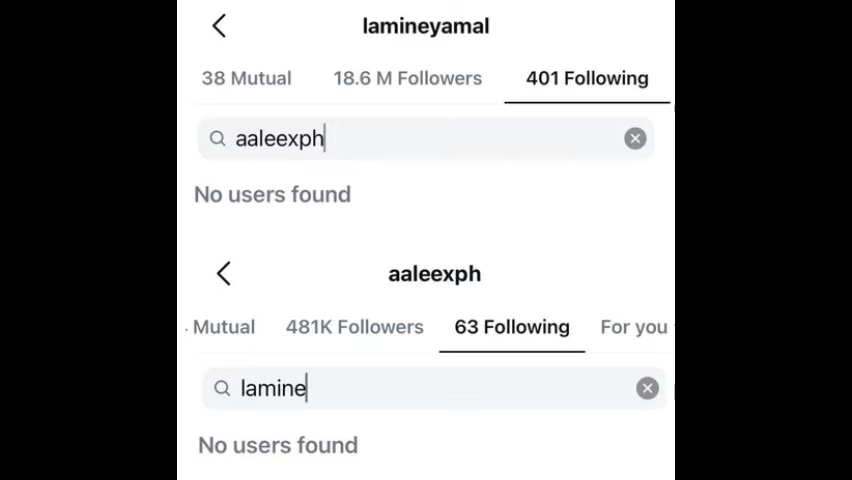 lamineyamal
38 Mutual 18.6 M Followers 401 Following
aaleexph
No users found
aaleexph
. Mutual 481K Followers 63 Following For you
lamine
No users found